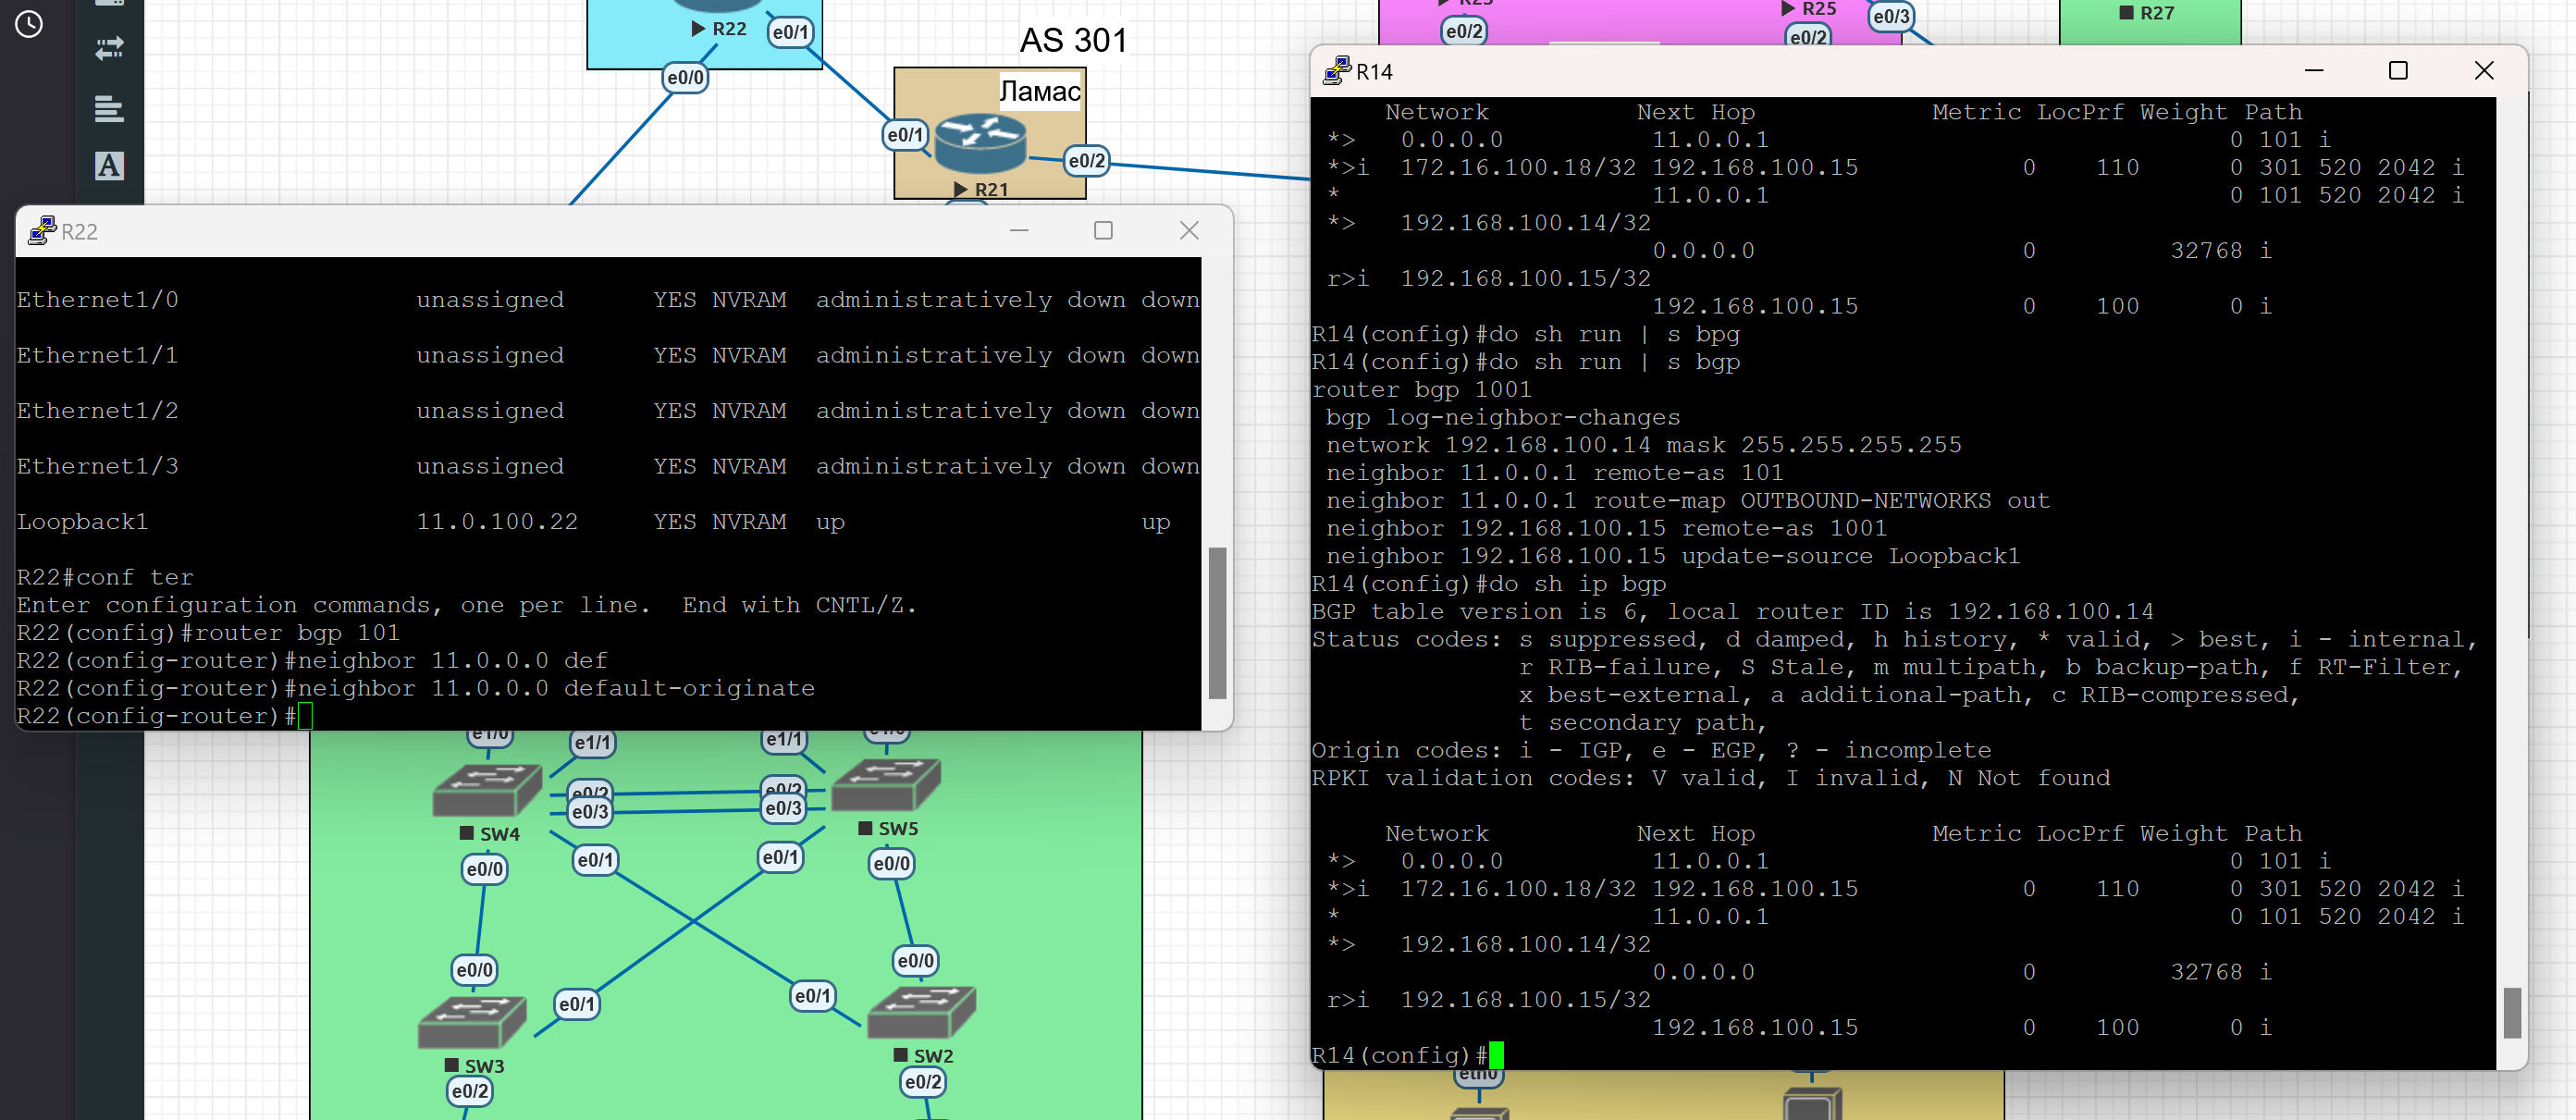 R22
e0/1
e0/0
AS 301
Ламас
e0/1
e0/2
R21
R25
e0/2
e0/2
e0/3
R27
R22
Ethernet1/0                unassigned      YES NVRAM  administratively down down
Ethernet1/1                unassigned      YES NVRAM  administratively down down
Ethernet1/2                unassigned      YES NVRAM  administratively down down
Ethernet1/3                unassigned      YES NVRAM  administratively down down
Loopback1                  11.0.100.22     YES NVRAM  up                    up
R22#conf ter
Enter configuration commands, one per line.  End with CNTL/Z.
R22(config)#router bgp 101
R22(config-router)#neighbor 11.0.0.0 def
R22(config-router)#neighbor 11.0.0.0 default-originate
R22(config-router)#
R14
     Network          Next Hop            Metric LocPrf Weight Path
 *>   0.0.0.0          11.0.0.1                               0 101 i
 *>i  172.16.100.18/32 192.168.100.15           0    110      0 301 520 2042 i
 *                     11.0.0.1                               0 101 520 2042 i
 *>   192.168.100.14/32
                       0.0.0.0                  0         32768 i
 r>i  192.168.100.15/32
                       192.168.100.15           0    100      0 i
R14(config)#do sh run | s bpg
R14(config)#do sh run | s bgp
router bgp 1001
 bgp log-neighbor-changes
 network 192.168.100.14 mask 255.255.255.255
 neighbor 11.0.0.1 remote-as 101
 neighbor 11.0.0.1 route-map OUTBOUND-NETWORKS out
 neighbor 192.168.100.15 remote-as 1001
 neighbor 192.168.100.15 update-source Loopback1
R14(config)#do sh ip bgp
BGP table version is 6, local router ID is 192.168.100.14
Status codes: s suppressed, d damped, h history, * valid, > best, i - internal,
              r RIB-failure, S Stale, m multipath, b backup-path, f RT-Filter,
              x best-external, a additional-path, c RIB-compressed,
              t secondary path,
Origin codes: i - IGP, e - EGP, ? - incomplete
RPKI validation codes: V valid, I invalid, N Not found
     Network          Next Hop            Metric LocPrf Weight Path
 *>   0.0.0.0          11.0.0.1                               0 101 i
 *>i  172.16.100.18/32 192.168.100.15           0    110      0 301 520 2042 i
 *                     11.0.0.1                               0 101 520 2042 i
 *>   192.168.100.14/32
                       0.0.0.0                  0         32768 i
 r>i  192.168.100.15/32
                       192.168.100.15           0    100      0 i
R14(config)#
e1/0
e1/1
e1/1
e0/2
e0/2
e0/3
e0/3
SW4
SW5
e0/0
e0/1
e0/1
e0/0
e0/0
e0/0
e0/1
e0/1
SW3
SW2
e0/2
e0/2
eth0